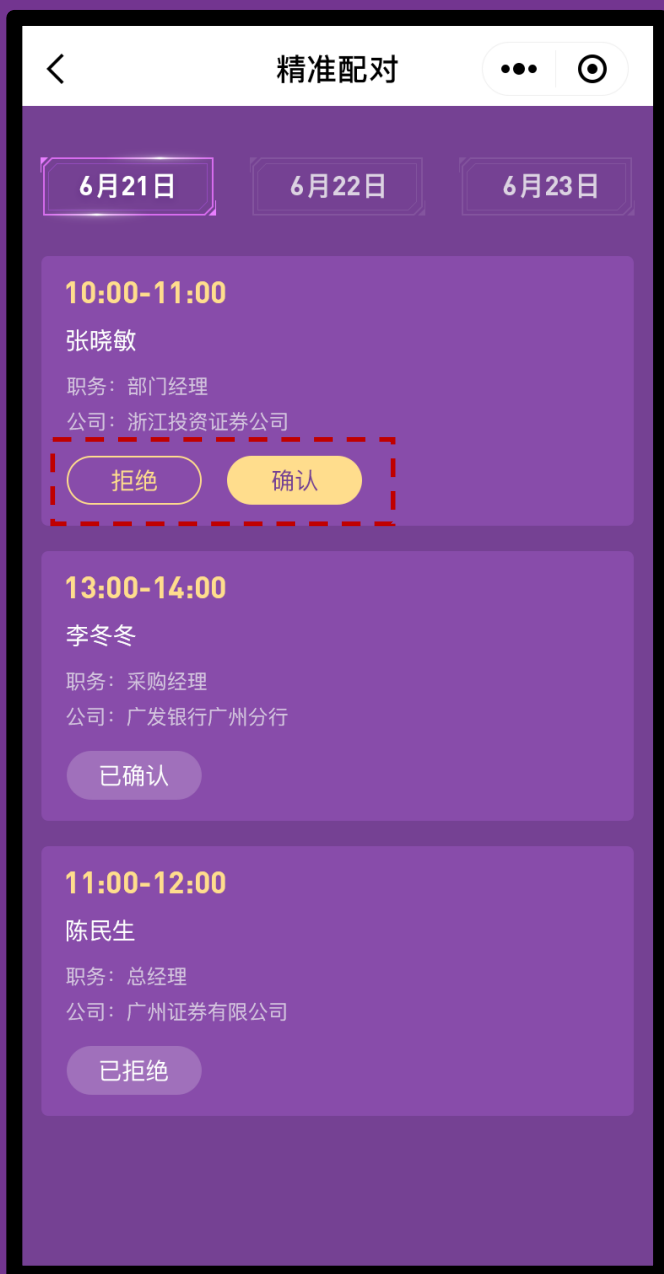 精准配对
6月21日 6月22日 6月23日
10:00-11:00
张晓敏
职务：部门经理
公司：浙江投资证券公司
拒绝 确认
13:00-14:00
李冬冬
职务：采购经理
公司：广发银行广州分行
已确认
11:00-12:00
陈民生
职务：总经理
公司：广州证券有限公司
已拒绝